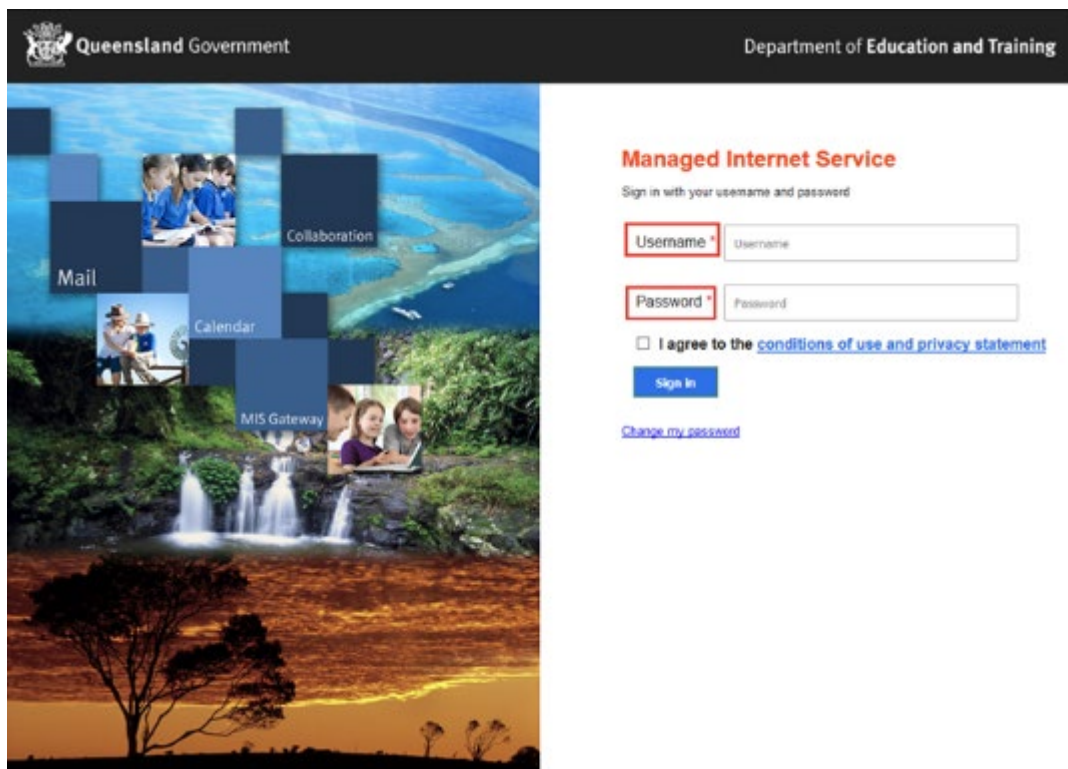 Queensland Government
Department of Education and Training
Mail
Collaboration
Calendar
MIS Gateway
Managed Internet Service
Sign in with your username and password
Username * Username
Password * Password
I agree to the conditions of use and privacy statement
Sign in
Change my password